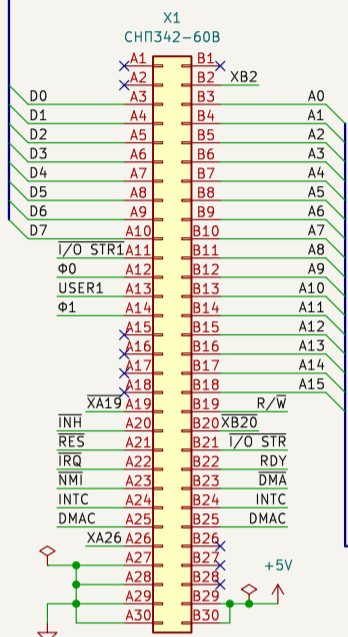 X1
СНП342-60В
A1 B1
A2 B2 XB2
D0 A3 B3 A0
D1 A4 B4 A1
D2 A5 B5 A2
D3 A6 B6 A3
D4 A7 B7 A4
D5 A8 B8 A5
D6 A9 B9 A6
D7 A10 B10 A7
I/O STR1 A11 B11 A8
Ф0 A12 B12 A9
USER1 A13 B13 A10
Ф1 A14 B14 A11
A15 B15 A12
A16 B16 A13
A17 B17 A14
A18 B18 A15
XA19 A19 B19 R/W
INH A20 B20 XB20
RES A21 B21 I/O STR
IRQ A22 B22 RDY
NMI A23 B23 DMA
INTC A24 B24 INTC
DMAC A25 B25 DMAC
XA26 A26 B26
A27 B27 +5V
A28 B28
A29 B29
A30 B30